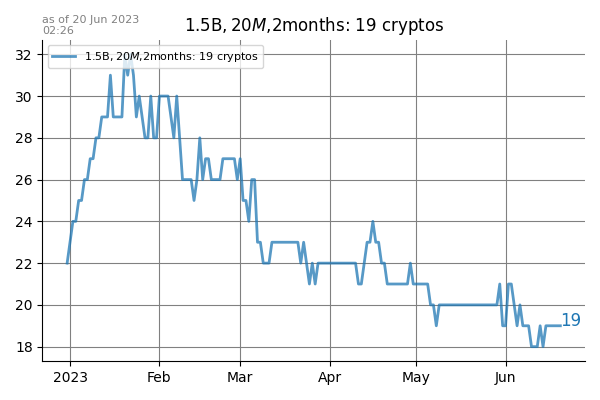 as of 20 Jun 2023
02:26
1.5B, 20M,2months: 19 cryptos
1.5B, 20M,2months: 19 cryptos
32
30
28
26
24
22
20
18
19
2023 Feb Mar Apr May Jun